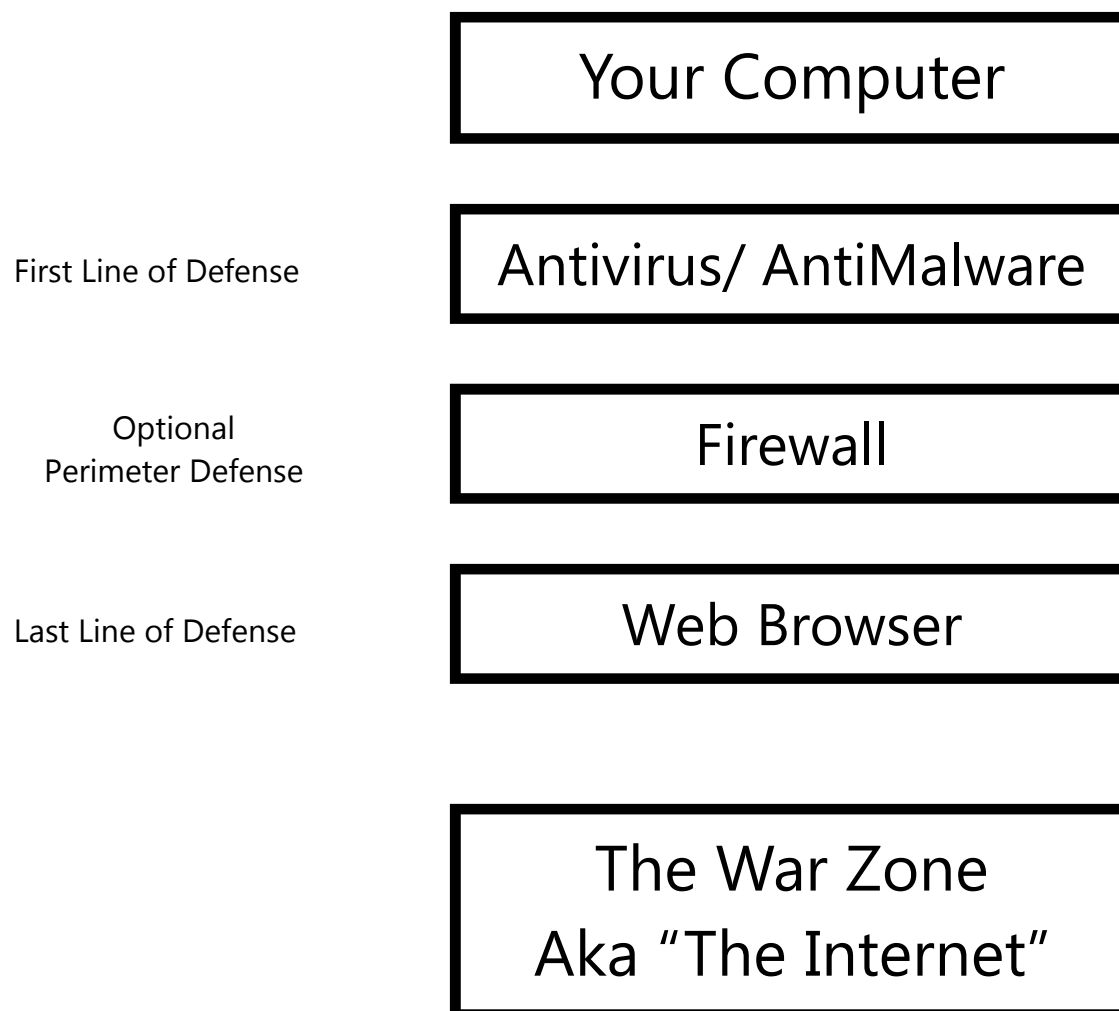 Your Computer
First Line of Defense
Antivirus/ AntiMalware
Optional
Perimeter Defense
Firewall
Last Line of Defense
Web Browser
The War Zone
Aka “The Internet”